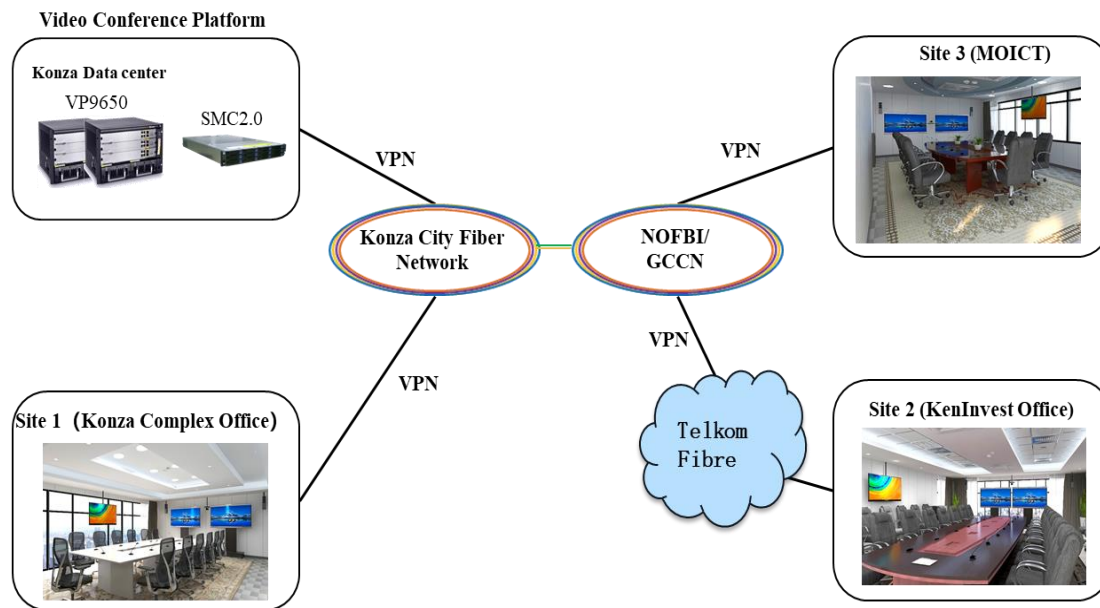 Video Conference Platform
Konza Data center
VP9650
SMC2.0
VPN
Site 3 (MOICT)
VPN
Konza City Fiber
Network
NOFBI/
GCCN
VPN
VPN
Site 1（Konza Complex Office）
Telkom
Fibre
Site 2 (KenInvest Office)